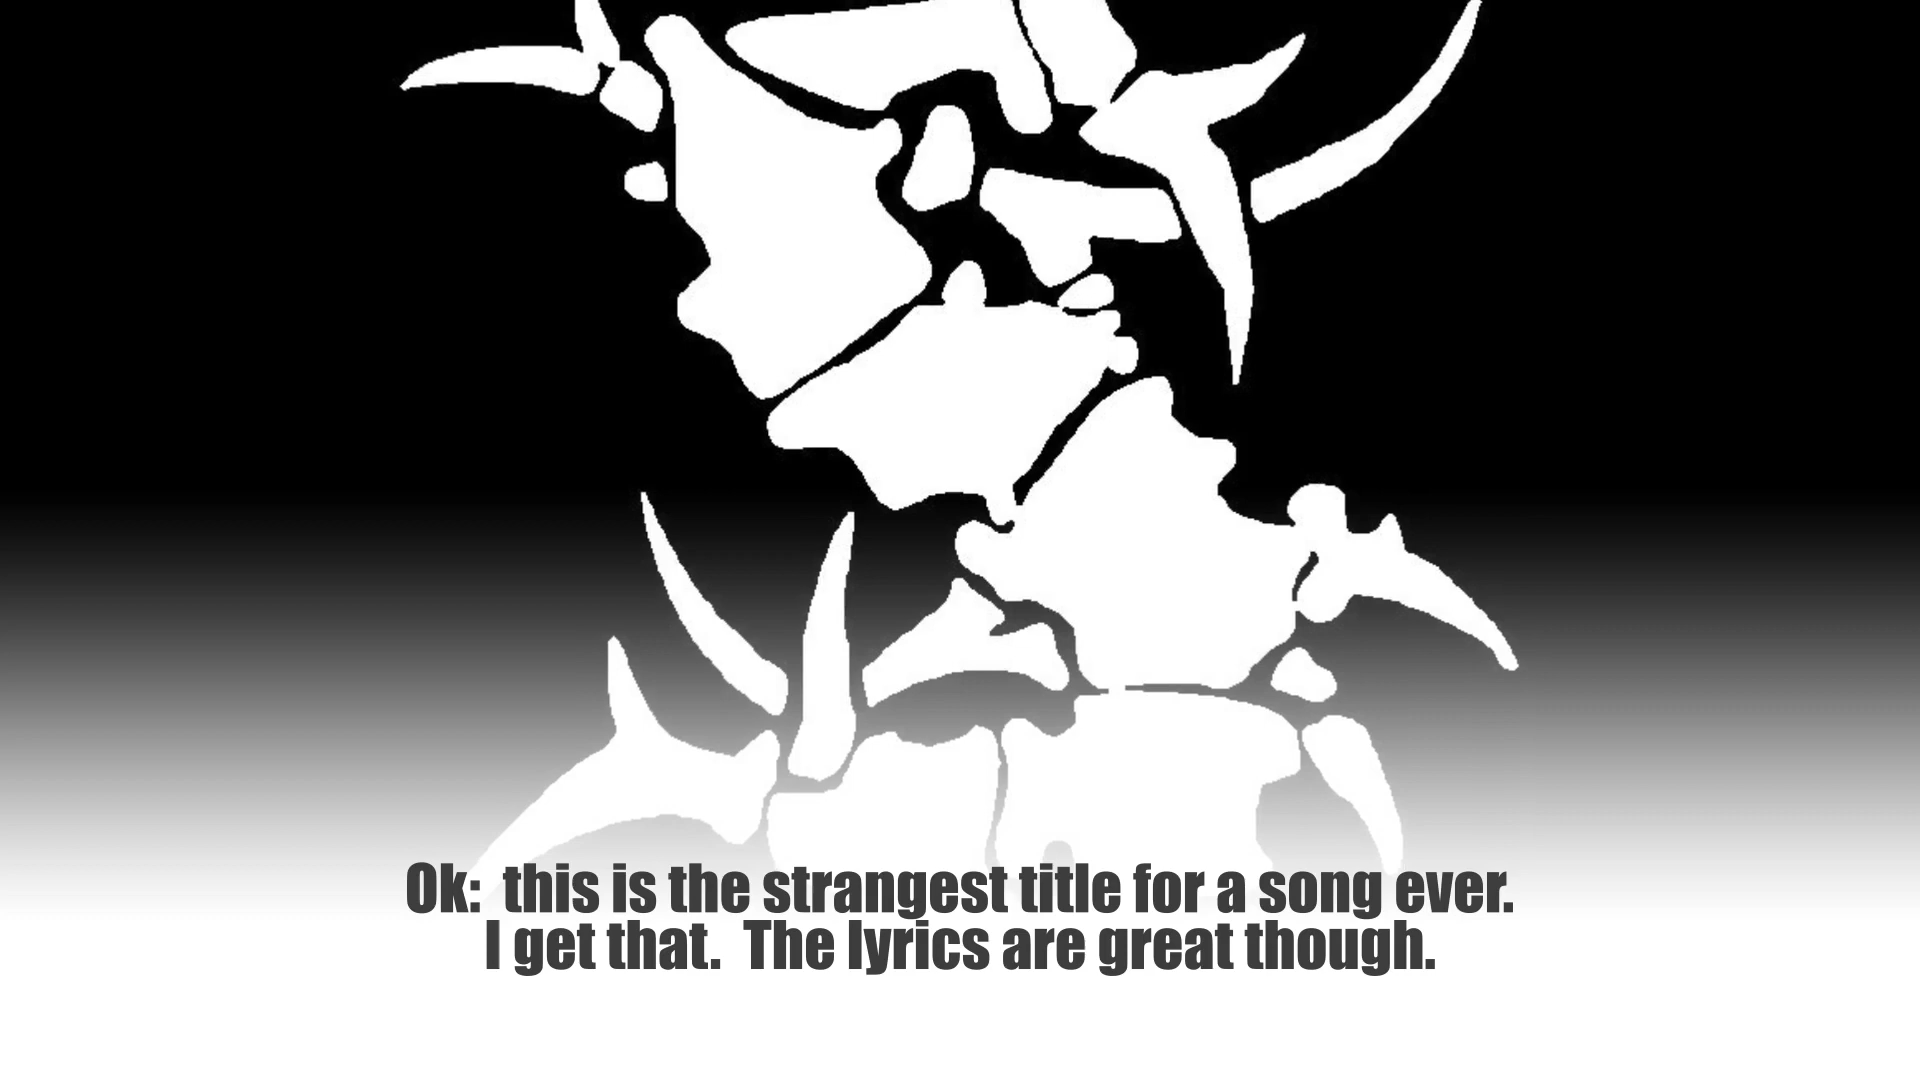 Ok:  this is the strangest title for a song ever.
I get that.  The lyrics are great though.